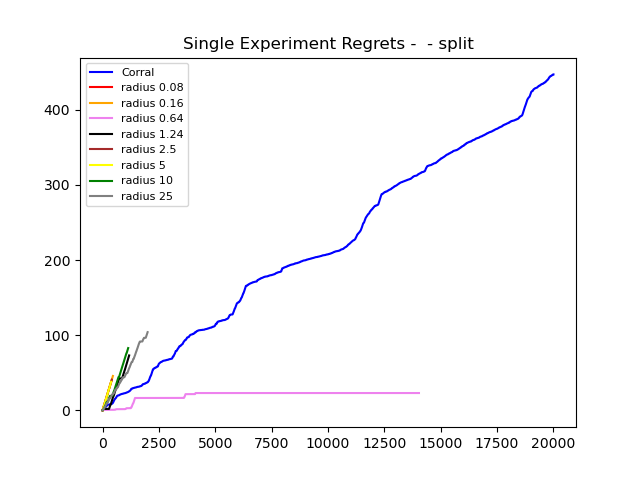 Single Experiment Regrets -  - split
Corral
radius 0.08
radius 0.16
radius 0.64
radius 1.24
radius 2.5
radius 5
radius 10
radius 25
400
300
200
100
0
0 2500 5000 7500 10000 12500 15000 17500 20000